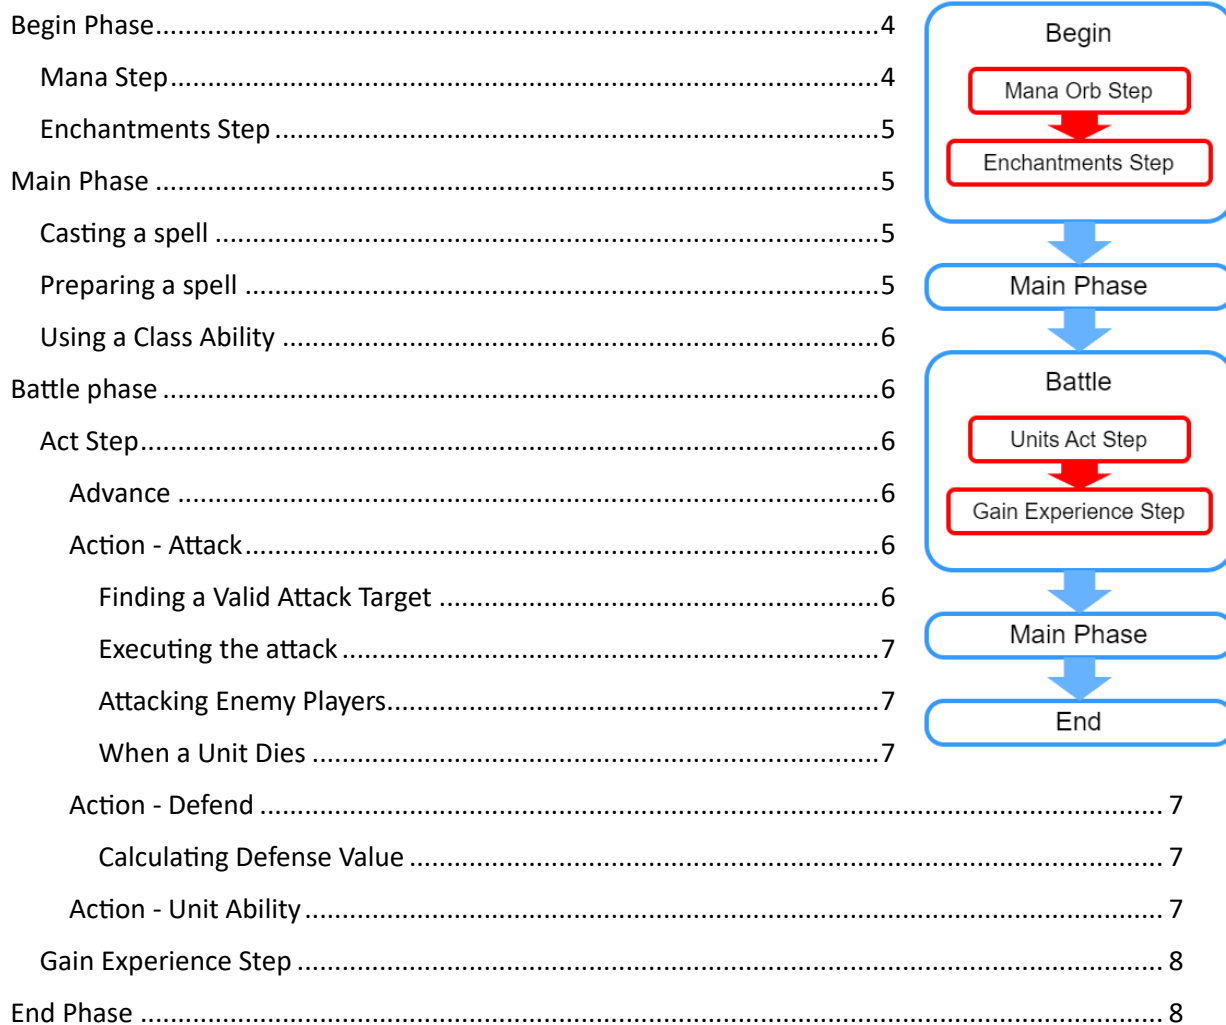 Begin Phase.......................................................................................................4
Mana Step.....................................................................................................4
Enchantments Step .......................................................................................5
Main Phase ......................................................................................................5
Casting a spell ...............................................................................................5
Preparing a spell ...........................................................................................5
Using a Class Ability ......................................................................................6
Battle phase .....................................................................................................6
Act Step.........................................................................................................6
Advance ....................................................................................................6
Action - Attack...........................................................................................6
Finding a Valid Attack Target ................................................................6
Executing the attack..............................................................................7
Attacking Enemy Players.......................................................................7
When a Unit Dies ..................................................................................7
Action - Defend ............................................................................................................................ 7
Calculating Defense Value ....................................................................................................... 7
Action - Unit Ability...................................................................................................................... 7
Gain Experience Step ....................................................................................................................... 8
End Phase ............................................................................................................................................ 8
Begin
Mana Orb Step
Enchantments Step
Main Phase
Battle
Units Act Step
Gain Experience Step
Main Phase
End